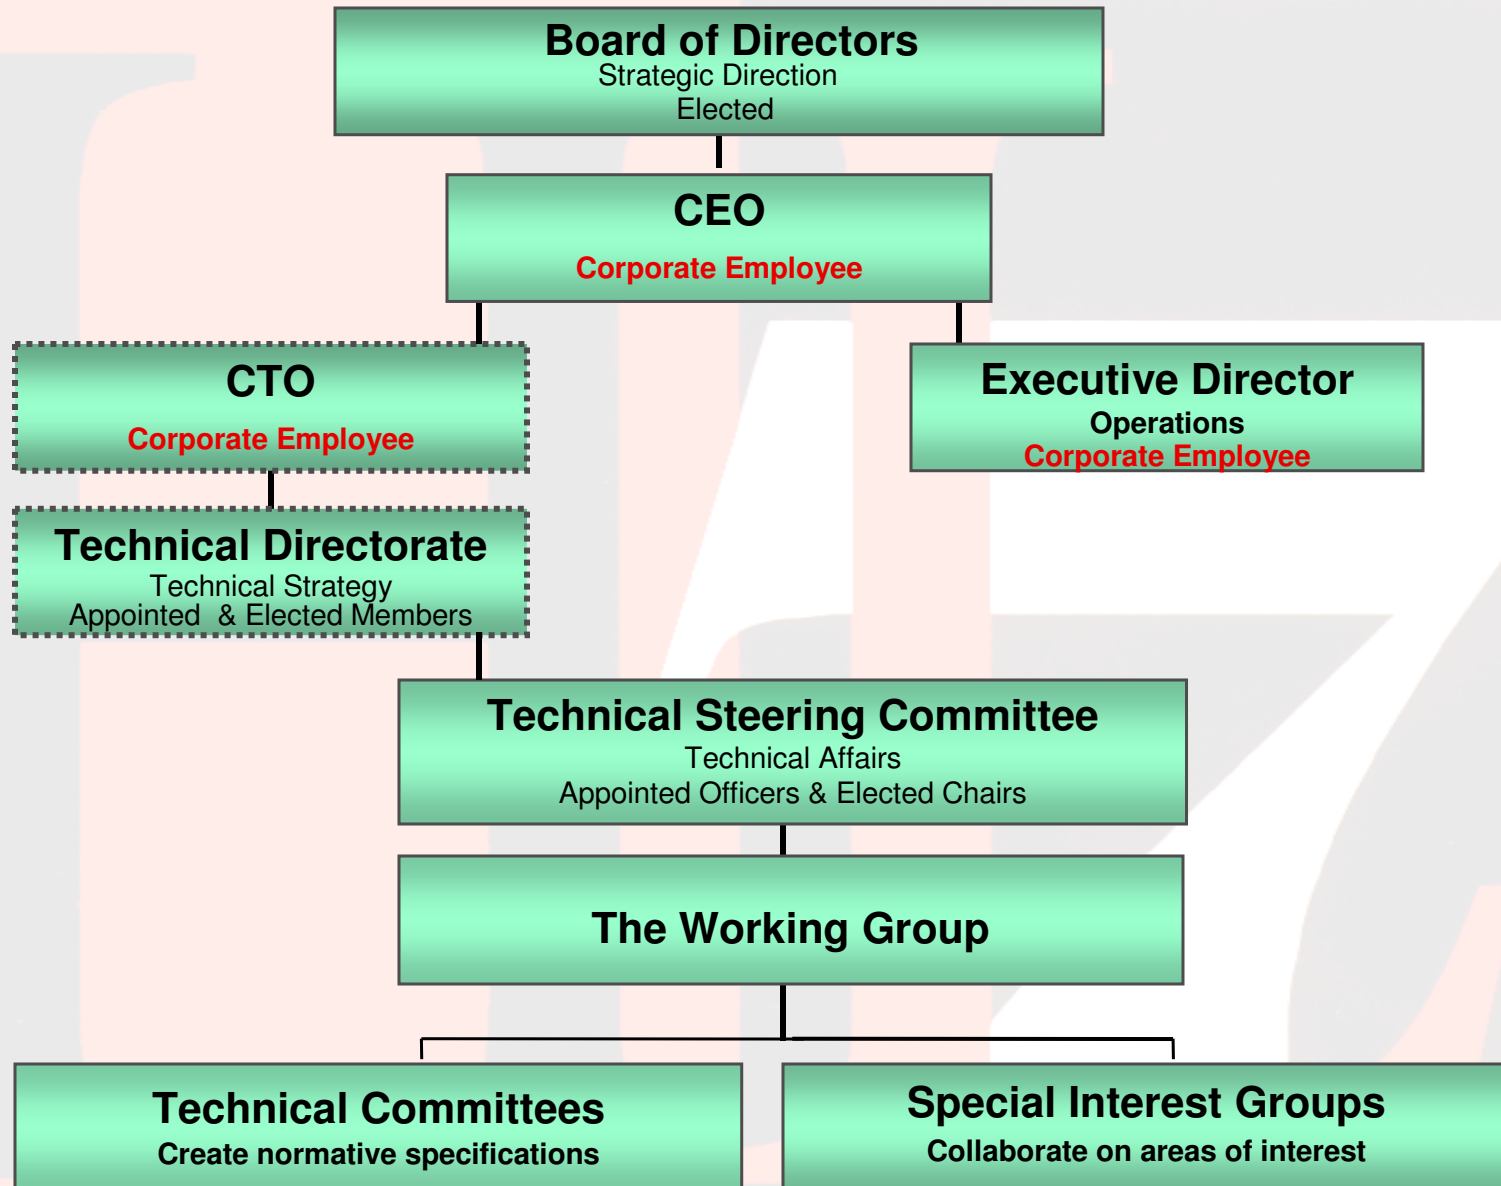 Board of Directors
Strategic Direction
Elected
CEO
Corporate Employee
CTO
Corporate Employee
Executive Director
Operations
Corporate Employee
Technical Directorate
Technical Strategy
Appointed & Elected Members
Technical Steering Committee
Technical Affairs
Appointed Officers & Elected Chairs
The Working Group
Technical Committees
Create normative specifications
Special Interest Groups
Collaborate on areas of interest